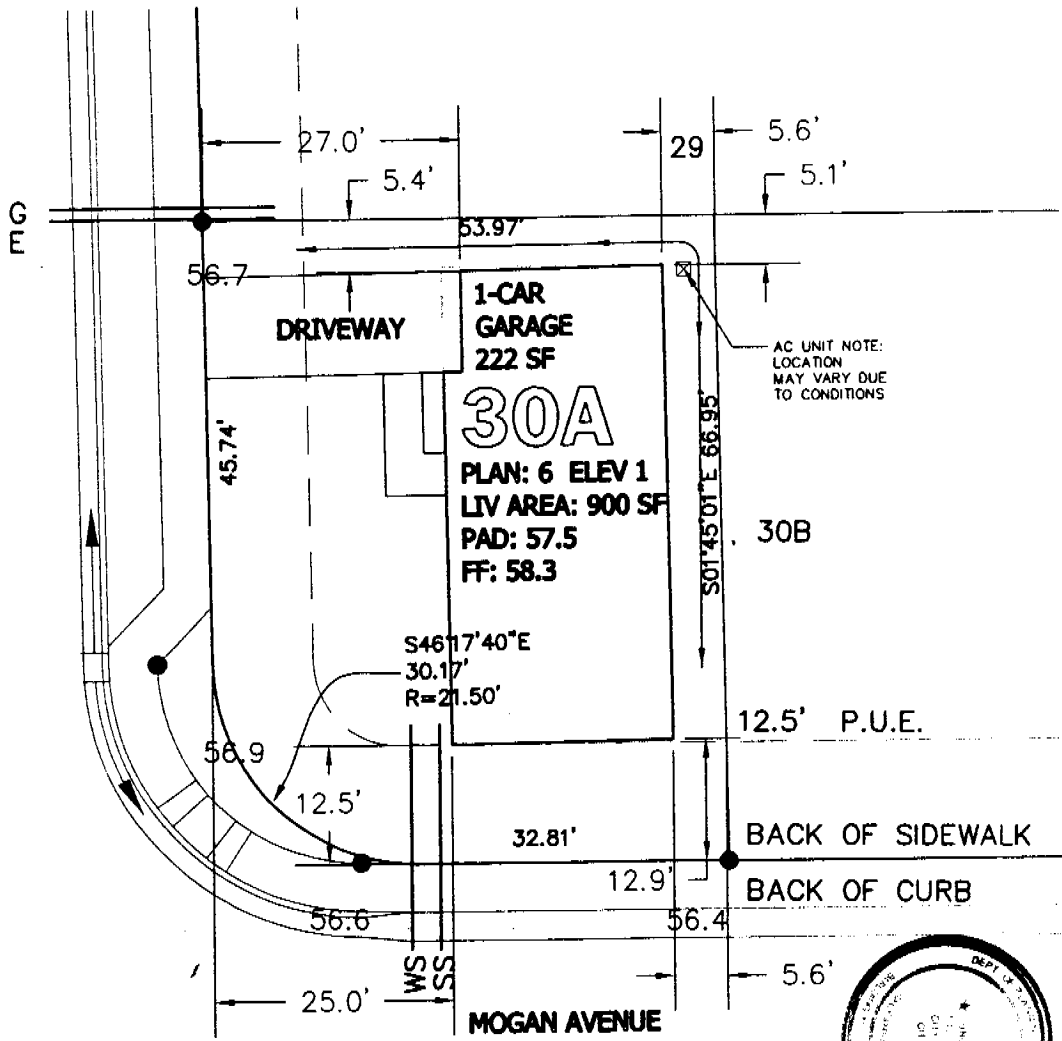 27.0'
29
5.6'
5.4'
5.1'
G
E
53.97'
56.7
DRIVEWAY
1-CAR
GARAGE
222 SF
AC UNIT NOTE:
LOCATION
MAY VARY DUE
TO CONDITIONS
30A
45.74'
PLAN: 6 ELEV 1
LIV AREA: 900 SF
PAD: 57.5
FF: 58.3
S01°45'01"E 66.95'
30B
S46°17'40"E
30.17'
R=21.50'
12.5' P.U.E.
56.9
12.5'
32.81'
BACK OF SIDEWALK
12.9'
BACK OF CURB
56.6
56.4
WS
SS
5.6'
25.0'
MOGAN AVENUE
DEPT OF